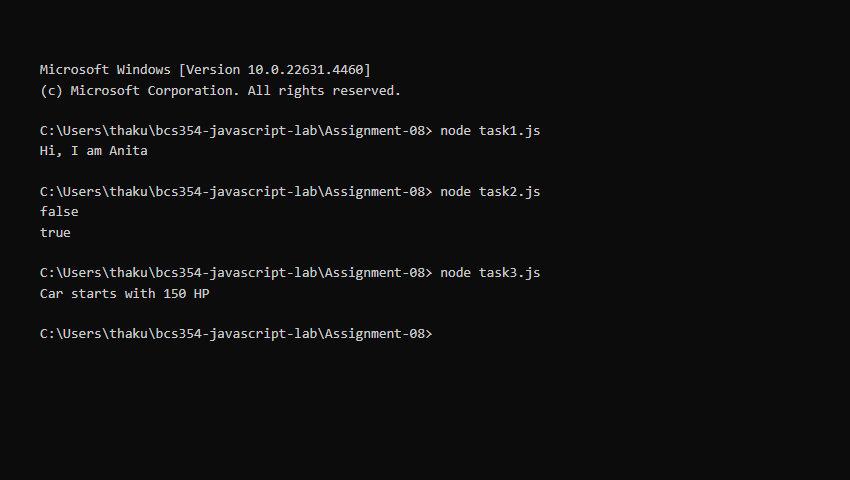 Microsoft Windows [Version 10.0.22631.4460]
(c) Microsoft Corporation. All rights reserved.
C:\Users\thaku\bcs354-javascript-lab\Assignment-08> node task1.js
Hi, I am Anita
C:\Users\thaku\bcs354-javascript-lab\Assignment-08> node task2.js
false
true
C:\Users\thaku\bcs354-javascript-lab\Assignment-08> node task3.js
Car starts with 150 HP
C:\Users\thaku\bcs354-javascript-lab\Assignment-08>